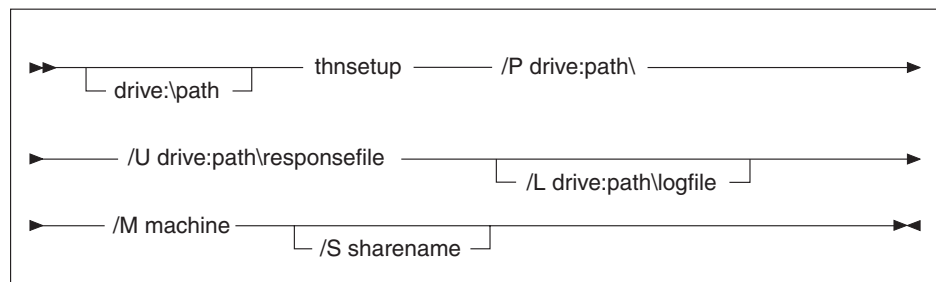 thnsetup /P drive:path\
drive:\path
/U drive:path\responsefile
/L drive:path\logfile
/M machine
/S sharename